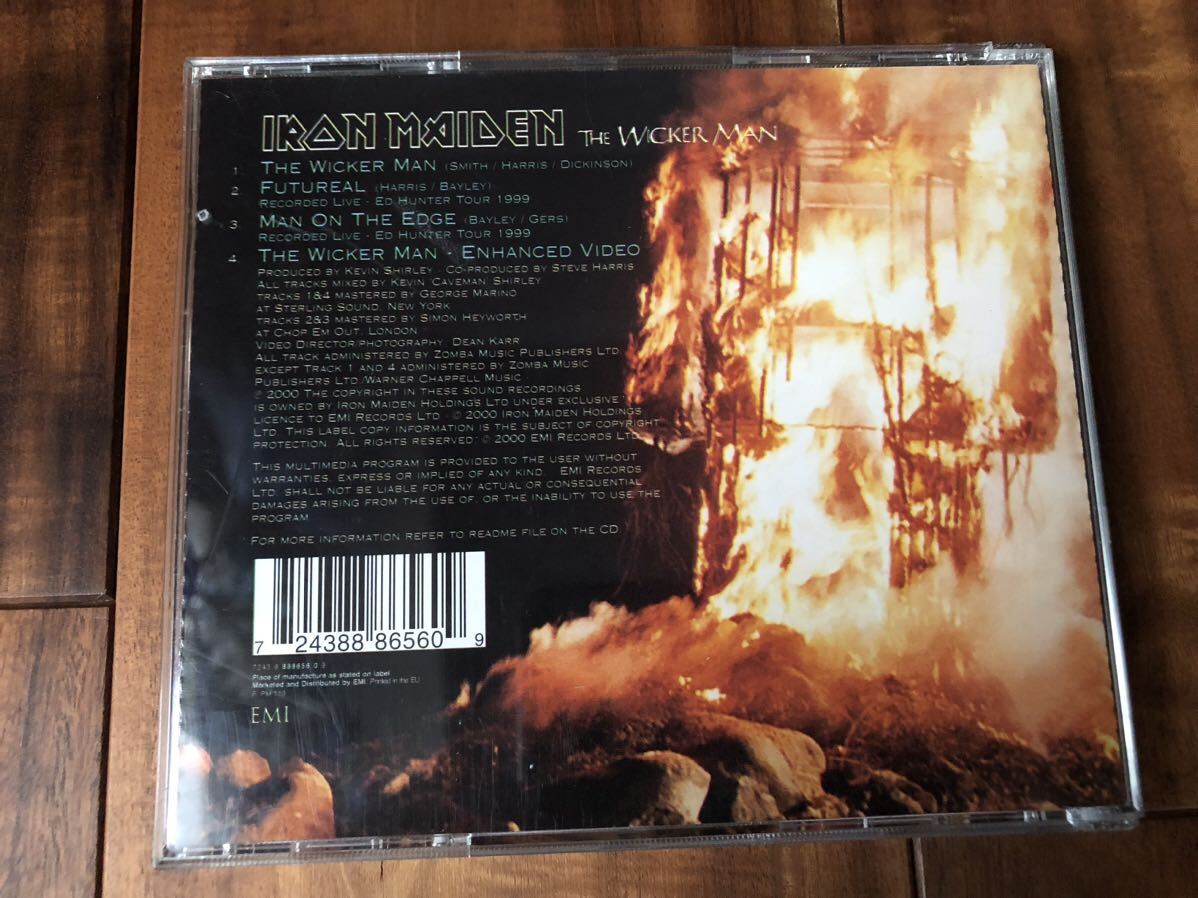 IRON MAIDEN THE WICKER MAN
1. THE WICKER MAN (SMITH / HARRIS / DICKINSON)
2. FUTUREAL (HARRIS / BAYLEY)
RECORDED LIVE - ED HUNTER TOUR 1999
3. MAN ON THE EDGE (BAYLEY / GERS)
RECORDED LIVE - ED HUNTER TOUR 1999
4. THE WICKER MAN - ENHANCED VIDEO
PRODUCED BY KEVIN SHIRLEY · CO-PRODUCED BY STEVE HARRIS
ALL TRACKS MIXED BY KEVIN 'CAVEMAN' SHIRLEY
TRACKS 1&4 MASTERED BY GEORGE MARINO
AT STERLING SOUND, NEW YORK
TRACKS 2&3 MASTERED BY SIMON HEYWORTH
AT CHOP EM OUT, LONDON
VIDEO DIRECTOR/PHOTOGRAPHY: DEAN KARR
ALL TRACK ADMINISTERED BY ZOMBA MUSIC PUBLISHERS LTD.
EXCEPT TRACK 1 AND 4 ADMINISTERED BY ZOMBA MUSIC
PUBLISHERS LTD/WARNER CHAPPELL MUSIC ·
℗ 2000 THE COPYRIGHT IN THESE SOUND RECORDINGS
IS OWNED BY IRON MAIDEN HOLDINGS LTD UNDER EXCLUSIVE
LICENCE TO EMI RECORDS LTD · © 2000 IRON MAIDEN HOLDINGS
LTD. THIS LABEL COPY INFORMATION IS THE SUBJECT OF COPYRIGHT
PROTECTION. ALL RIGHTS RESERVED. © 2000 EMI RECORDS LTD
THIS MULTIMEDIA PROGRAM IS PROVIDED TO THE USER WITHOUT
WARRANTIES, EXPRESS OR IMPLIED OF ANY KIND. EMI RECORDS
LTD, SHALL NOT BE LIABLE FOR ANY ACTUAL OR CONSEQUENTIAL
DAMAGES ARISING FROM THE USE OF, OR THE INABILITY TO USE THE
PROGRAM
FOR MORE INFORMATION REFER TO README FILE ON THE CD.
7 24388 86560 9
7243 8 888656 0 9
Place of manufacture as stated on label
Marketed and Distributed by EMI. Printed in the EU
EMI